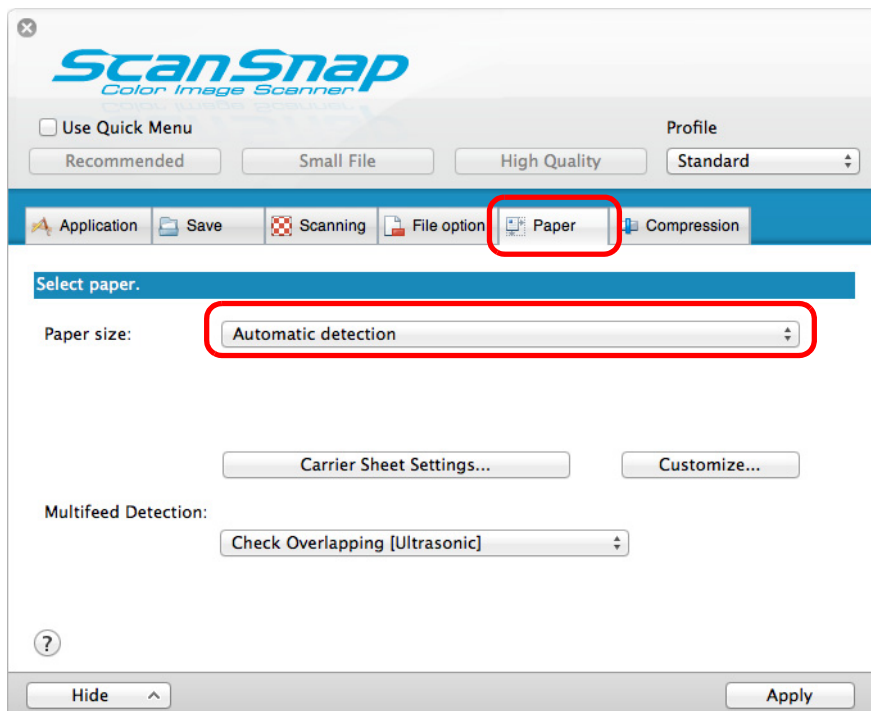 ScanSnap
Color Image Scanner
Use Quick Menu
Profile
Recommended Small File High Quality Standard
Application Save Scanning File option Paper Compression
Select paper.
Paper size: Automatic detection
Carrier Sheet Settings... Customize...
Multifeed Detection:
Check Overlapping [Ultrasonic]
?
Hide Apply